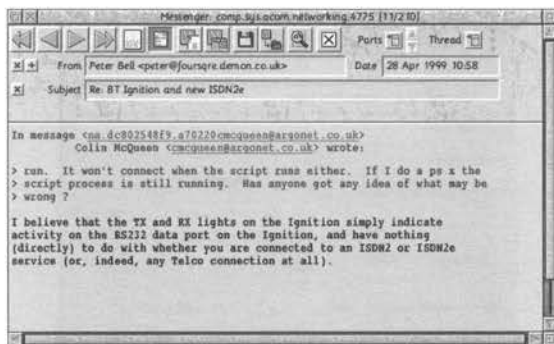 Messenger: comp.sys.acorn.networking.4775 [11/210]
Parts Thread
From Peter Bell <peter@foursqre.demon.co.uk> Date 28 Apr 1999 10:58
Subject Re: BT Ignition and new ISDN2e
In message <na.dc802548f9.a70220cmcqueen@argonet.co.uk>
Colin McQueen <cmcqueen@argonet.co.uk> wrote:
> run. It won't connect when the script runs either. If I do a ps x the
> script process is still running. Has anyone got any idea of what may be
> wrong ?
I believe that the TX and RX lights on the Ignition simply indicate
activity on the RS232 data port on the Ignition, and have nothing
(directly) to do with whether you are connected to an ISDN2 or ISDN2e
service (or, indeed, any Telco connection at all).